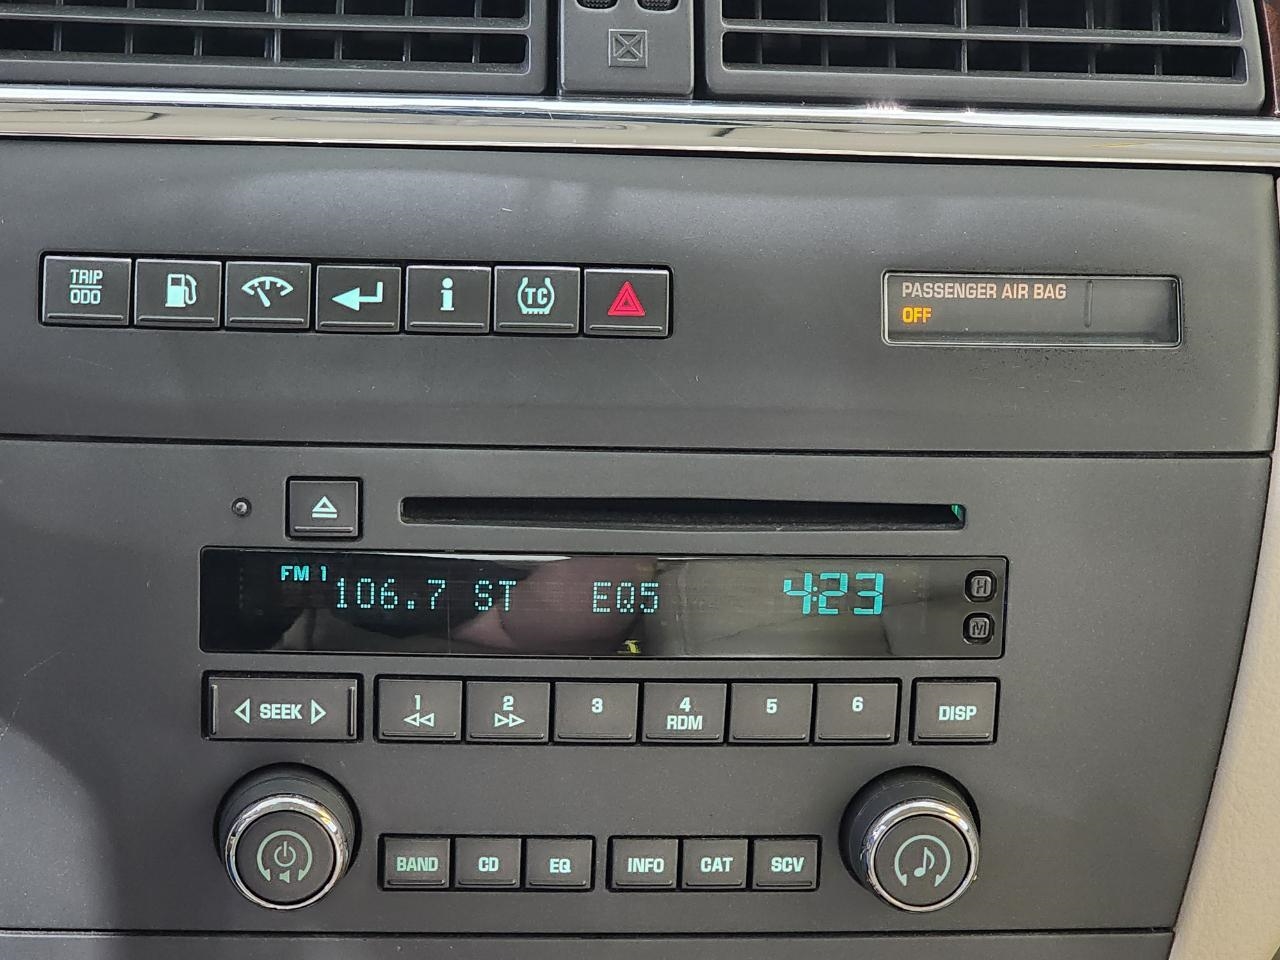 TRIP
ODO
i
TC
PASSENGER AIR BAG
OFF
FM 1
106.7 ST EQ5 4:23
H
M
SEEK
1
2
3
4
RDM
5
6
DISP
BAND
CD
EQ
INFO
CAT
SCV